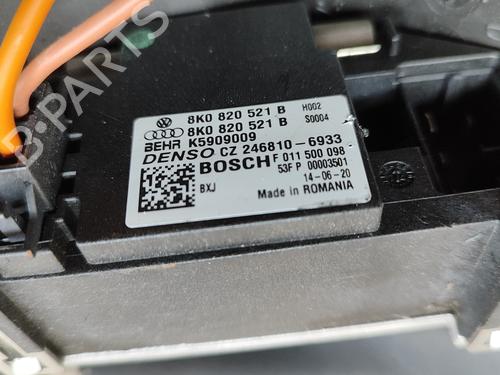 8K0 820 521 B H002
8K0 820 521 B S0004
BEHR K5909009
DENSO CZ 246810-6933
BOSCH F 011 500 098
53F P 00003501
BXJ 14-06-20
MADE IN ROMANIA
B-PARTS